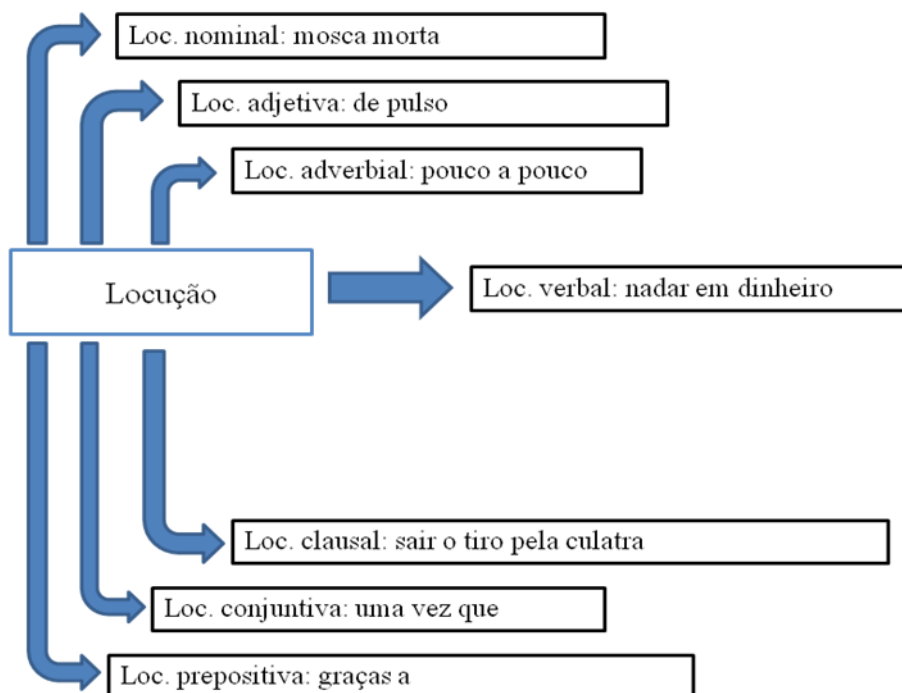 Loc. nominal: mosca morta
Loc. adjetiva: de pulso
Loc. adverbial: pouco a pouco
Locução
Loc. verbal: nadar em dinheiro
Loc. clausal: sair o tiro pela culatra
Loc. conjuntiva: uma vez que
Loc. prepositiva: graças a